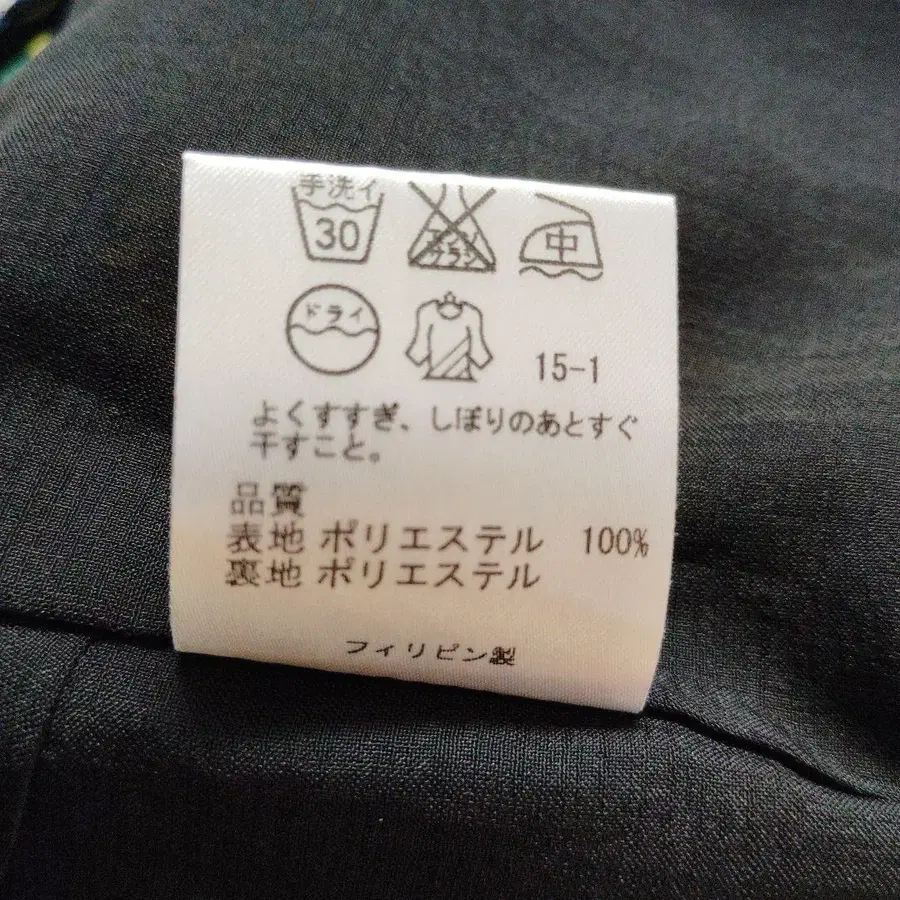 手洗イ
30
エンソ
サラシ
中
ドライ
15-1
よくすすぎ、しぼりのあとすぐ
干すこと。
品質
表地 ポリエステル 100%
裏地 ポリエステル
フィリピン製